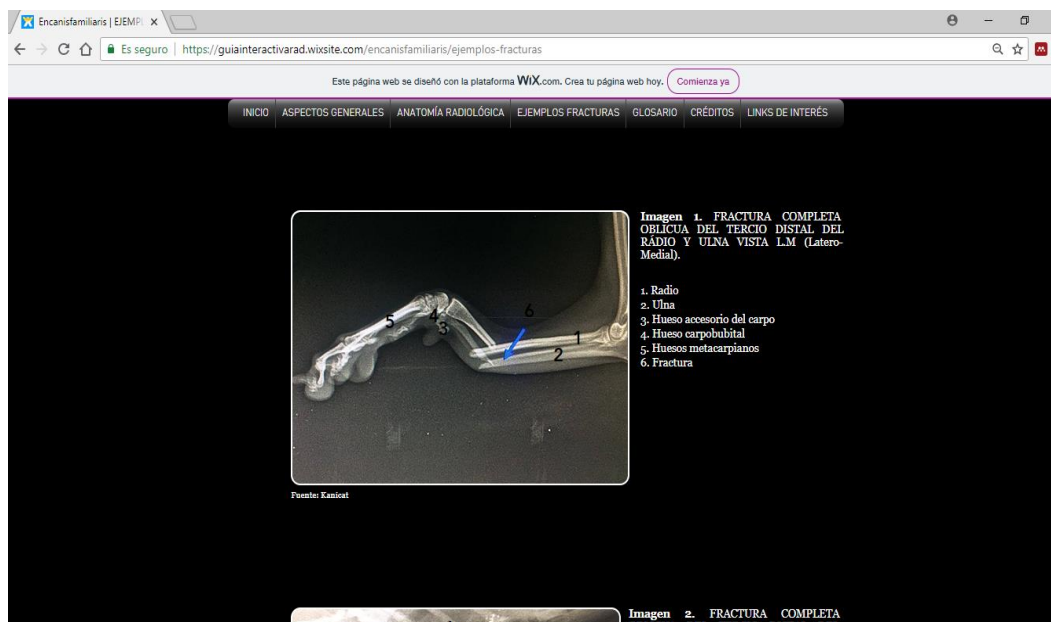 Encanisfamiliaris | EJEMPL
Es seguro | https://guiainteractivarad.wixsite.com/encanisfamiliaris/ejemplos-fracturas
Este página web se diseñó con la plataforma WiX.com. Crea tu página web hoy. Comienza ya
INICIO ASPECTOS GENERALES ANATOMÍA RADIOLÓGICA EJEMPLOS FRACTURAS GLOSARIO CRÉDITOS LINKS DE INTERÉS
Imagen 1. FRACTURA COMPLETA
OBLICUA DEL TERCIO DISTAL DEL
RÁDIO Y ULNA VISTA L.M (Latero-
Medial).
1. Radio
2. Ulna
3. Hueso accesorio del carpo
4. Hueso carpobubital
5. Huesos metacarpianos
6. Fractura
6
5
4
3
1
2
Fuente: Kanicat
Imagen 2. FRACTURA COMPLETA